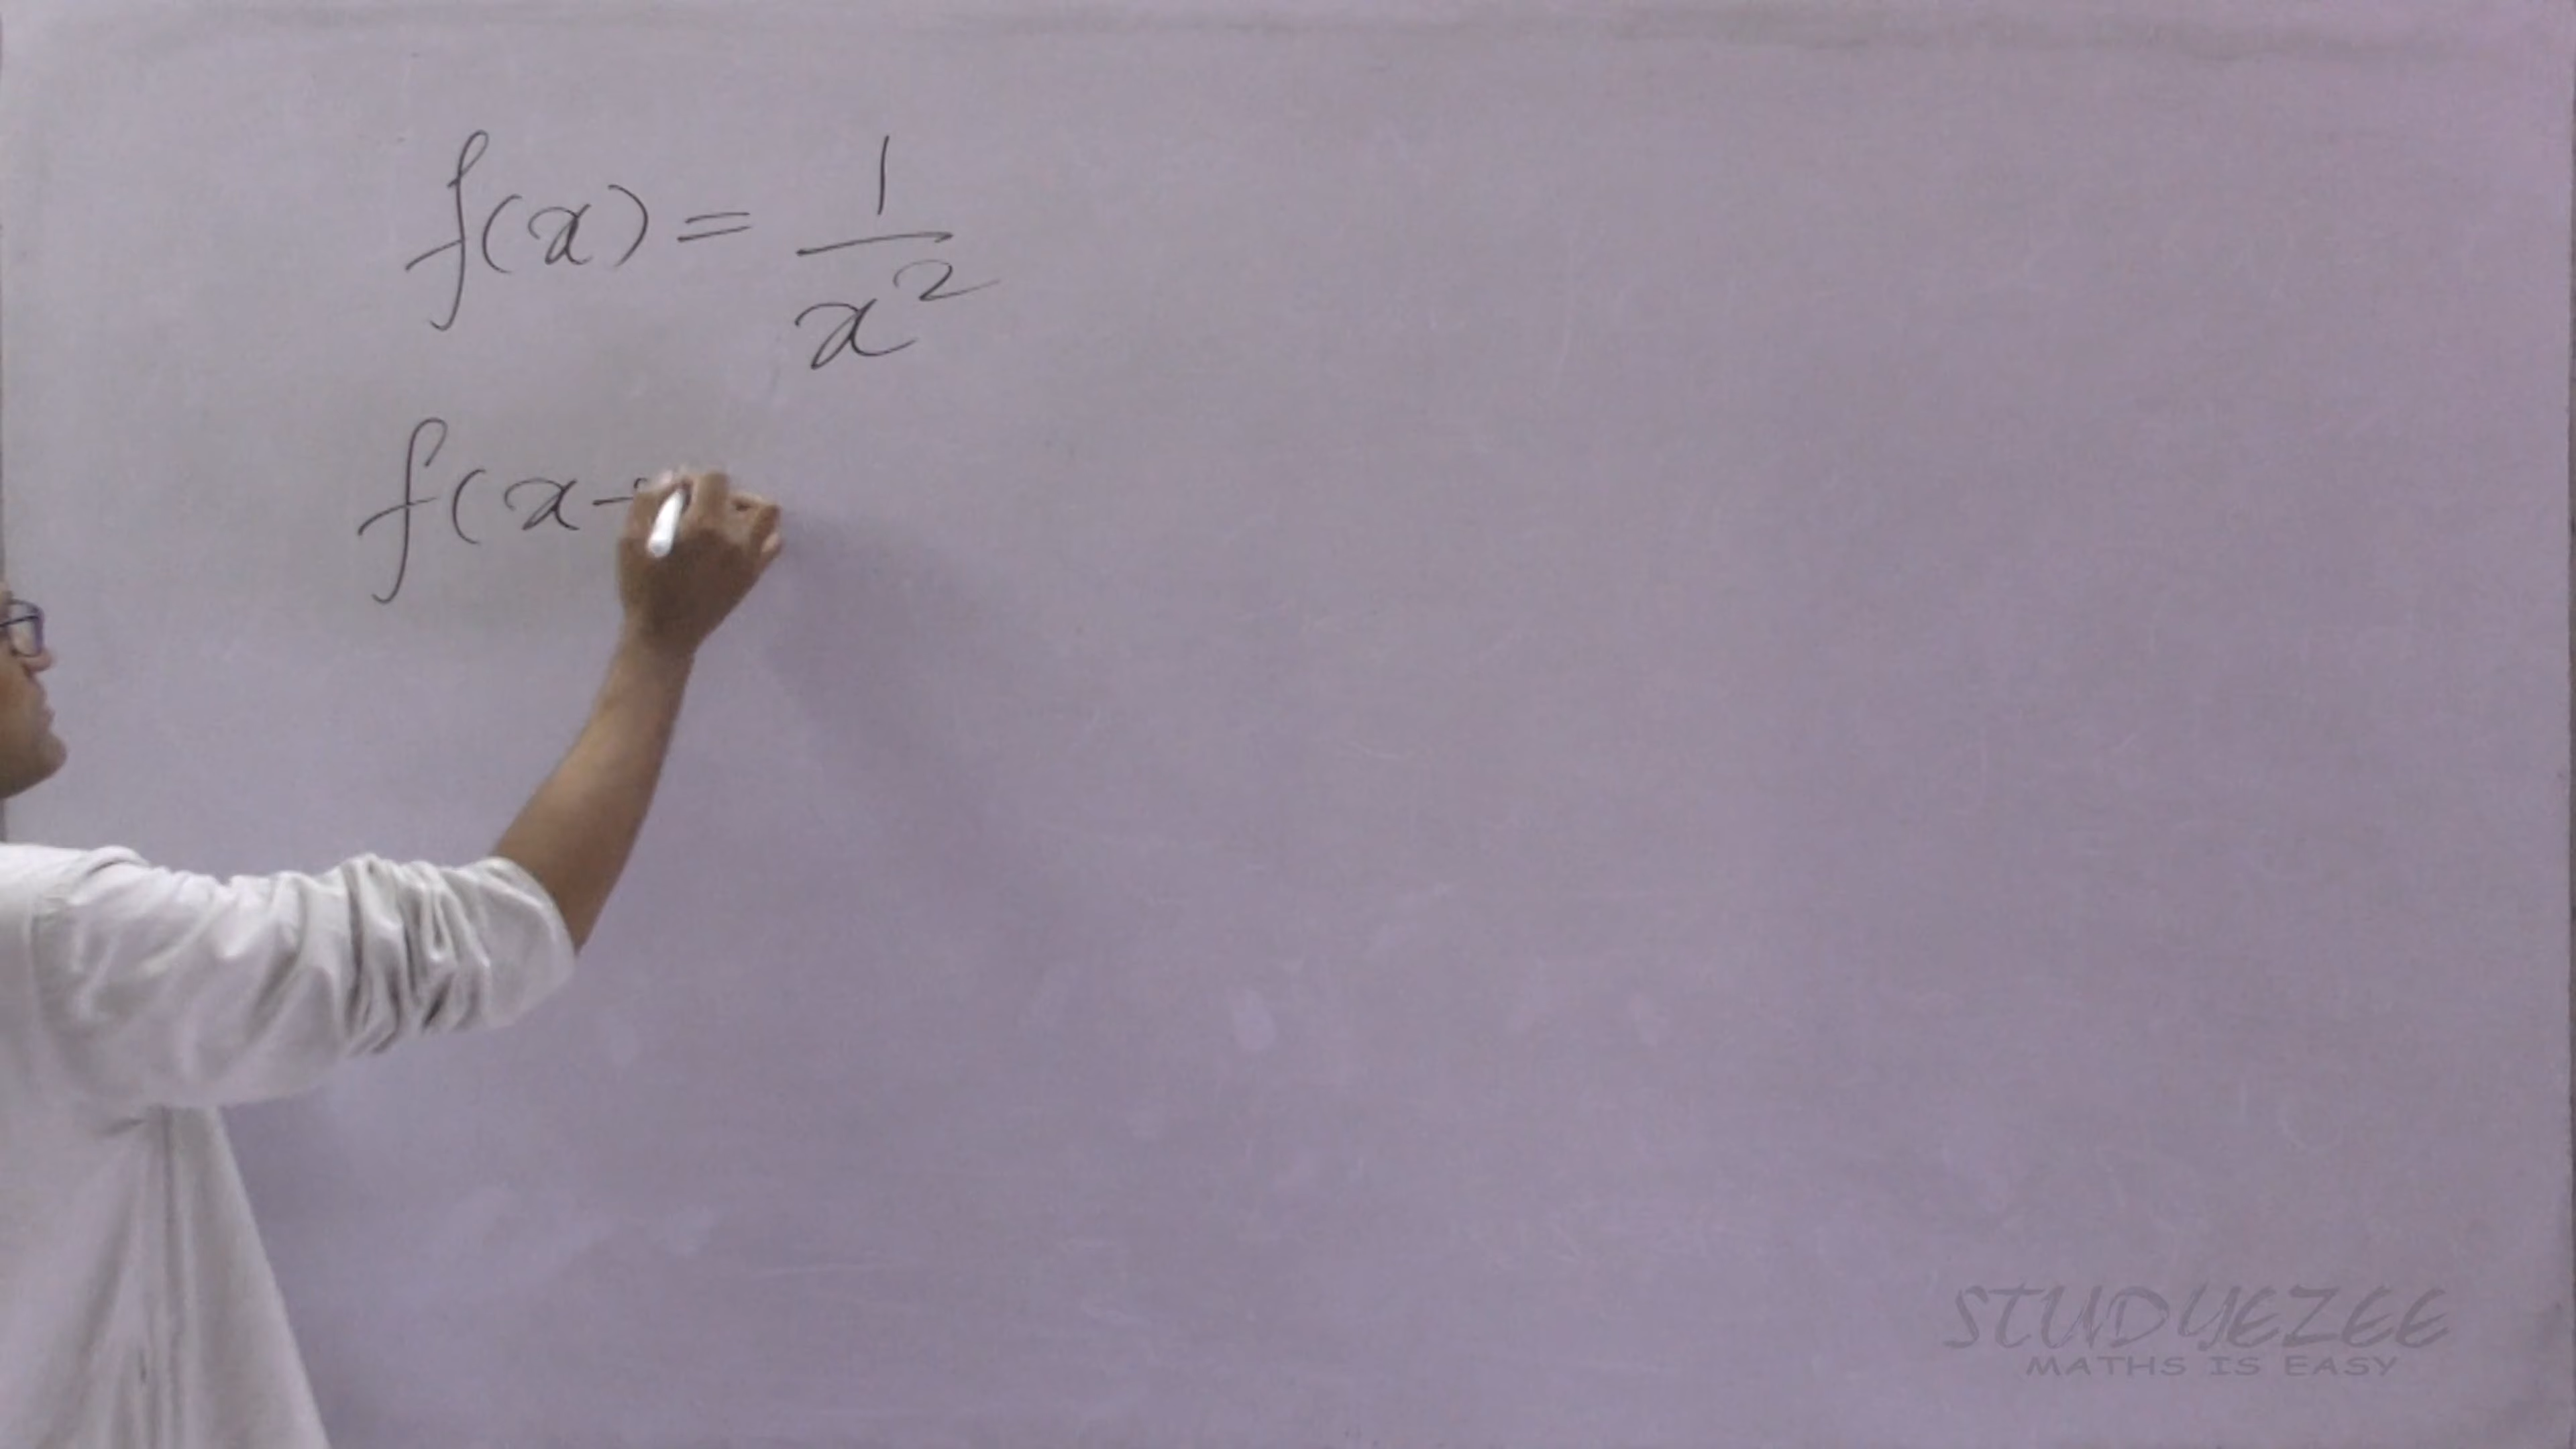 f(x) = 1/x²
f(x
STUDYEZEE
MATHS IS EASY